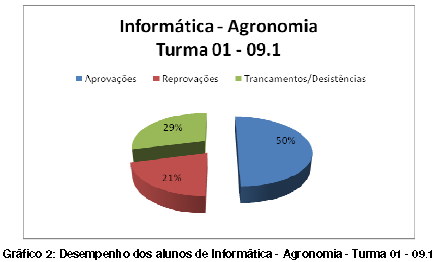 Informática - Agronomia
Turma 01 - 09.1
Aprovações Reprovações Trancamentos/Desistências
29%
50%
21%
Gráfico 2: Desempenho dos alunos de Informática - Agronomia - Turma 01 - 09.1